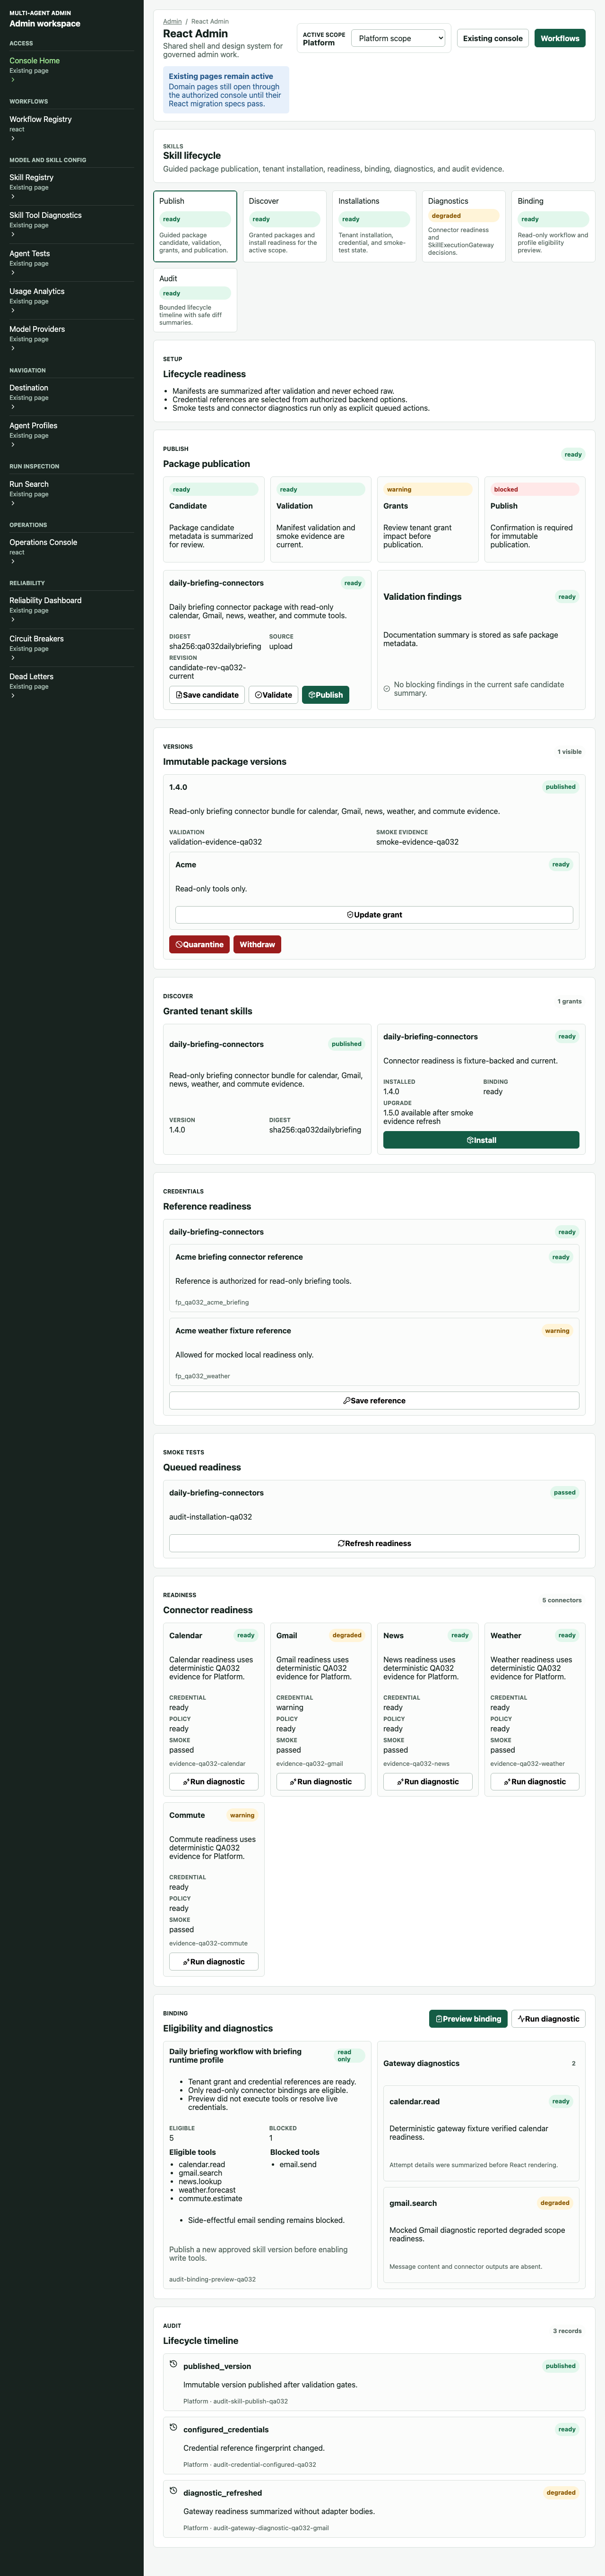 MULTI-AGENT ADMIN
Admin workspace
ACCESS
Console Home
Existing page
WORKFLOWS
Workflow Registry
react
MODEL AND SKILL CONFIG
Skill Registry
Existing page
Skill Tool Diagnostics
Existing page
Agent Tests
Existing page
Usage Analytics
Existing page
Model Providers
Existing page
NAVIGATION
Destination
Existing page
Agent Profiles
Existing page
RUN INSPECTION
Run Search
Existing page
OPERATIONS
Operations Console
react
RELIABILITY
Reliability Dashboard
Existing page
Circuit Breakers
Existing page
Dead Letters
Existing page
Admin / React Admin
React Admin
Shared shell and design system for
governed admin work.
Existing pages remain active
Domain pages still open through
the authorized console until their
React migration specs pass.
ACTIVE SCOPE
Platform
Platform scope
Existing console
Workflows
SKILLS
Skill lifecycle
Guided package publication, tenant installation, readiness, binding, diagnostics, and audit evidence.
Publish
ready
Guided package
candidate, validation,
grants, and publication.
Discover
ready
Granted packages and
install readiness for the
active scope.
Installations
ready
Tenant installation,
credential, and smoke-
test state.
Diagnostics
degraded
Connector readiness
and
SkillExecutionGateway
decisions.
Binding
ready
Read-only workflow and
profile eligibility
preview.
Audit
ready
Bounded lifecycle
timeline with safe diff
summaries.
SETUP
Lifecycle readiness
• Manifests are summarized after validation and never echoed raw.
• Credential references are selected from authorized backend options.
• Smoke tests and connector diagnostics run only as explicit queued actions.
PUBLISH
Package publication
ready
ready
Candidate
Package candidate
metadata is summarized
for review.
ready
Validation
Manifest validation and
smoke evidence are
current.
warning
Grants
Review tenant grant
impact before
publication.
blocked
Publish
Confirmation is required
for immutable
publication.
daily-briefing-connectors
ready
Daily briefing connector package with read-only
calendar, Gmail, news, weather, and commute tools.
DIGEST
sha256:qa032dailybriefing
SOURCE
upload
REVISION
candidate-rev-qa032-
current
Save candidate
Validate
Publish
Validation findings
ready
Documentation summary is stored as safe package
metadata.
No blocking findings in the current safe candidate
summary.
VERSIONS
Immutable package versions
1 visible
1.4.0
published
Read-only briefing connector bundle for calendar, Gmail, news, weather, and commute evidence.
VALIDATION
validation-evidence-qa032
SMOKE EVIDENCE
smoke-evidence-qa032
Acme
ready
Read-only tools only.
Update grant
Quarantine
Withdraw
DISCOVER
Granted tenant skills
1 grants
daily-briefing-connectors
published
Read-only briefing connector bundle for calendar, Gmail,
news, weather, and commute evidence.
VERSION
1.4.0
DIGEST
sha256:qa032dailybriefing
daily-briefing-connectors
ready
Connector readiness is fixture-backed and current.
INSTALLED
1.4.0
BINDING
ready
UPGRADE
1.5.0 available after smoke
evidence refresh
Install
CREDENTIALS
Reference readiness
daily-briefing-connectors
ready
Acme briefing connector reference
ready
Reference is authorized for read-only briefing tools.
fp_qa032_acme_briefing
Acme weather fixture reference
warning
Allowed for mocked local readiness only.
fp_qa032_weather
Save reference
SMOKE TESTS
Queued readiness
daily-briefing-connectors
passed
audit-installation-qa032
Refresh readiness
READINESS
Connector readiness
5 connectors
Calendar
ready
Calendar readiness uses
deterministic QA032
evidence for Platform.
CREDENTIAL
ready
POLICY
ready
SMOKE
passed
evidence-qa032-calendar
Run diagnostic
Gmail
degraded
Gmail readiness uses
deterministic QA032
evidence for Platform.
CREDENTIAL
warning
POLICY
ready
SMOKE
passed
evidence-qa032-gmail
Run diagnostic
News
ready
News readiness uses
deterministic QA032
evidence for Platform.
CREDENTIAL
ready
POLICY
ready
SMOKE
passed
evidence-qa032-news
Run diagnostic
Weather
ready
Weather readiness uses
deterministic QA032
evidence for Platform.
CREDENTIAL
ready
POLICY
ready
SMOKE
passed
evidence-qa032-weather
Run diagnostic
Commute
warning
Commute readiness uses
deterministic QA032
evidence for Platform.
CREDENTIAL
ready
POLICY
ready
SMOKE
passed
evidence-qa032-commute
Run diagnostic
BINDING
Eligibility and diagnostics
Preview binding
Run diagnostic
Daily briefing workflow with briefing
runtime profile
read
only
• Tenant grant and credential references are ready.
• Only read-only connector bindings are eligible.
• Preview did not execute tools or resolve live
credentials.
ELIGIBLE
5
BLOCKED
1
Eligible tools
• calendar.read
• gmail.search
• news.lookup
• weather.forecast
• commute.estimate
Blocked tools
• email.send
• Side-effectful email sending remains blocked.
Publish a new approved skill version before enabling
write tools.
audit-binding-preview-qa032
Gateway diagnostics
2
calendar.read
ready
Deterministic gateway fixture verified calendar
readiness.
Attempt details were summarized before React rendering.
gmail.search
degraded
Mocked Gmail diagnostic reported degraded scope
readiness.
Message content and connector outputs are absent.
AUDIT
Lifecycle timeline
3 records
published_version
published
Immutable version published after validation gates.
Platform · audit-skill-publish-qa032
configured_credentials
ready
Credential reference fingerprint changed.
Platform · audit-credential-configured-qa032
diagnostic_refreshed
degraded
Gateway readiness summarized without adapter bodies.
Platform · audit-gateway-diagnostic-qa032-gmail